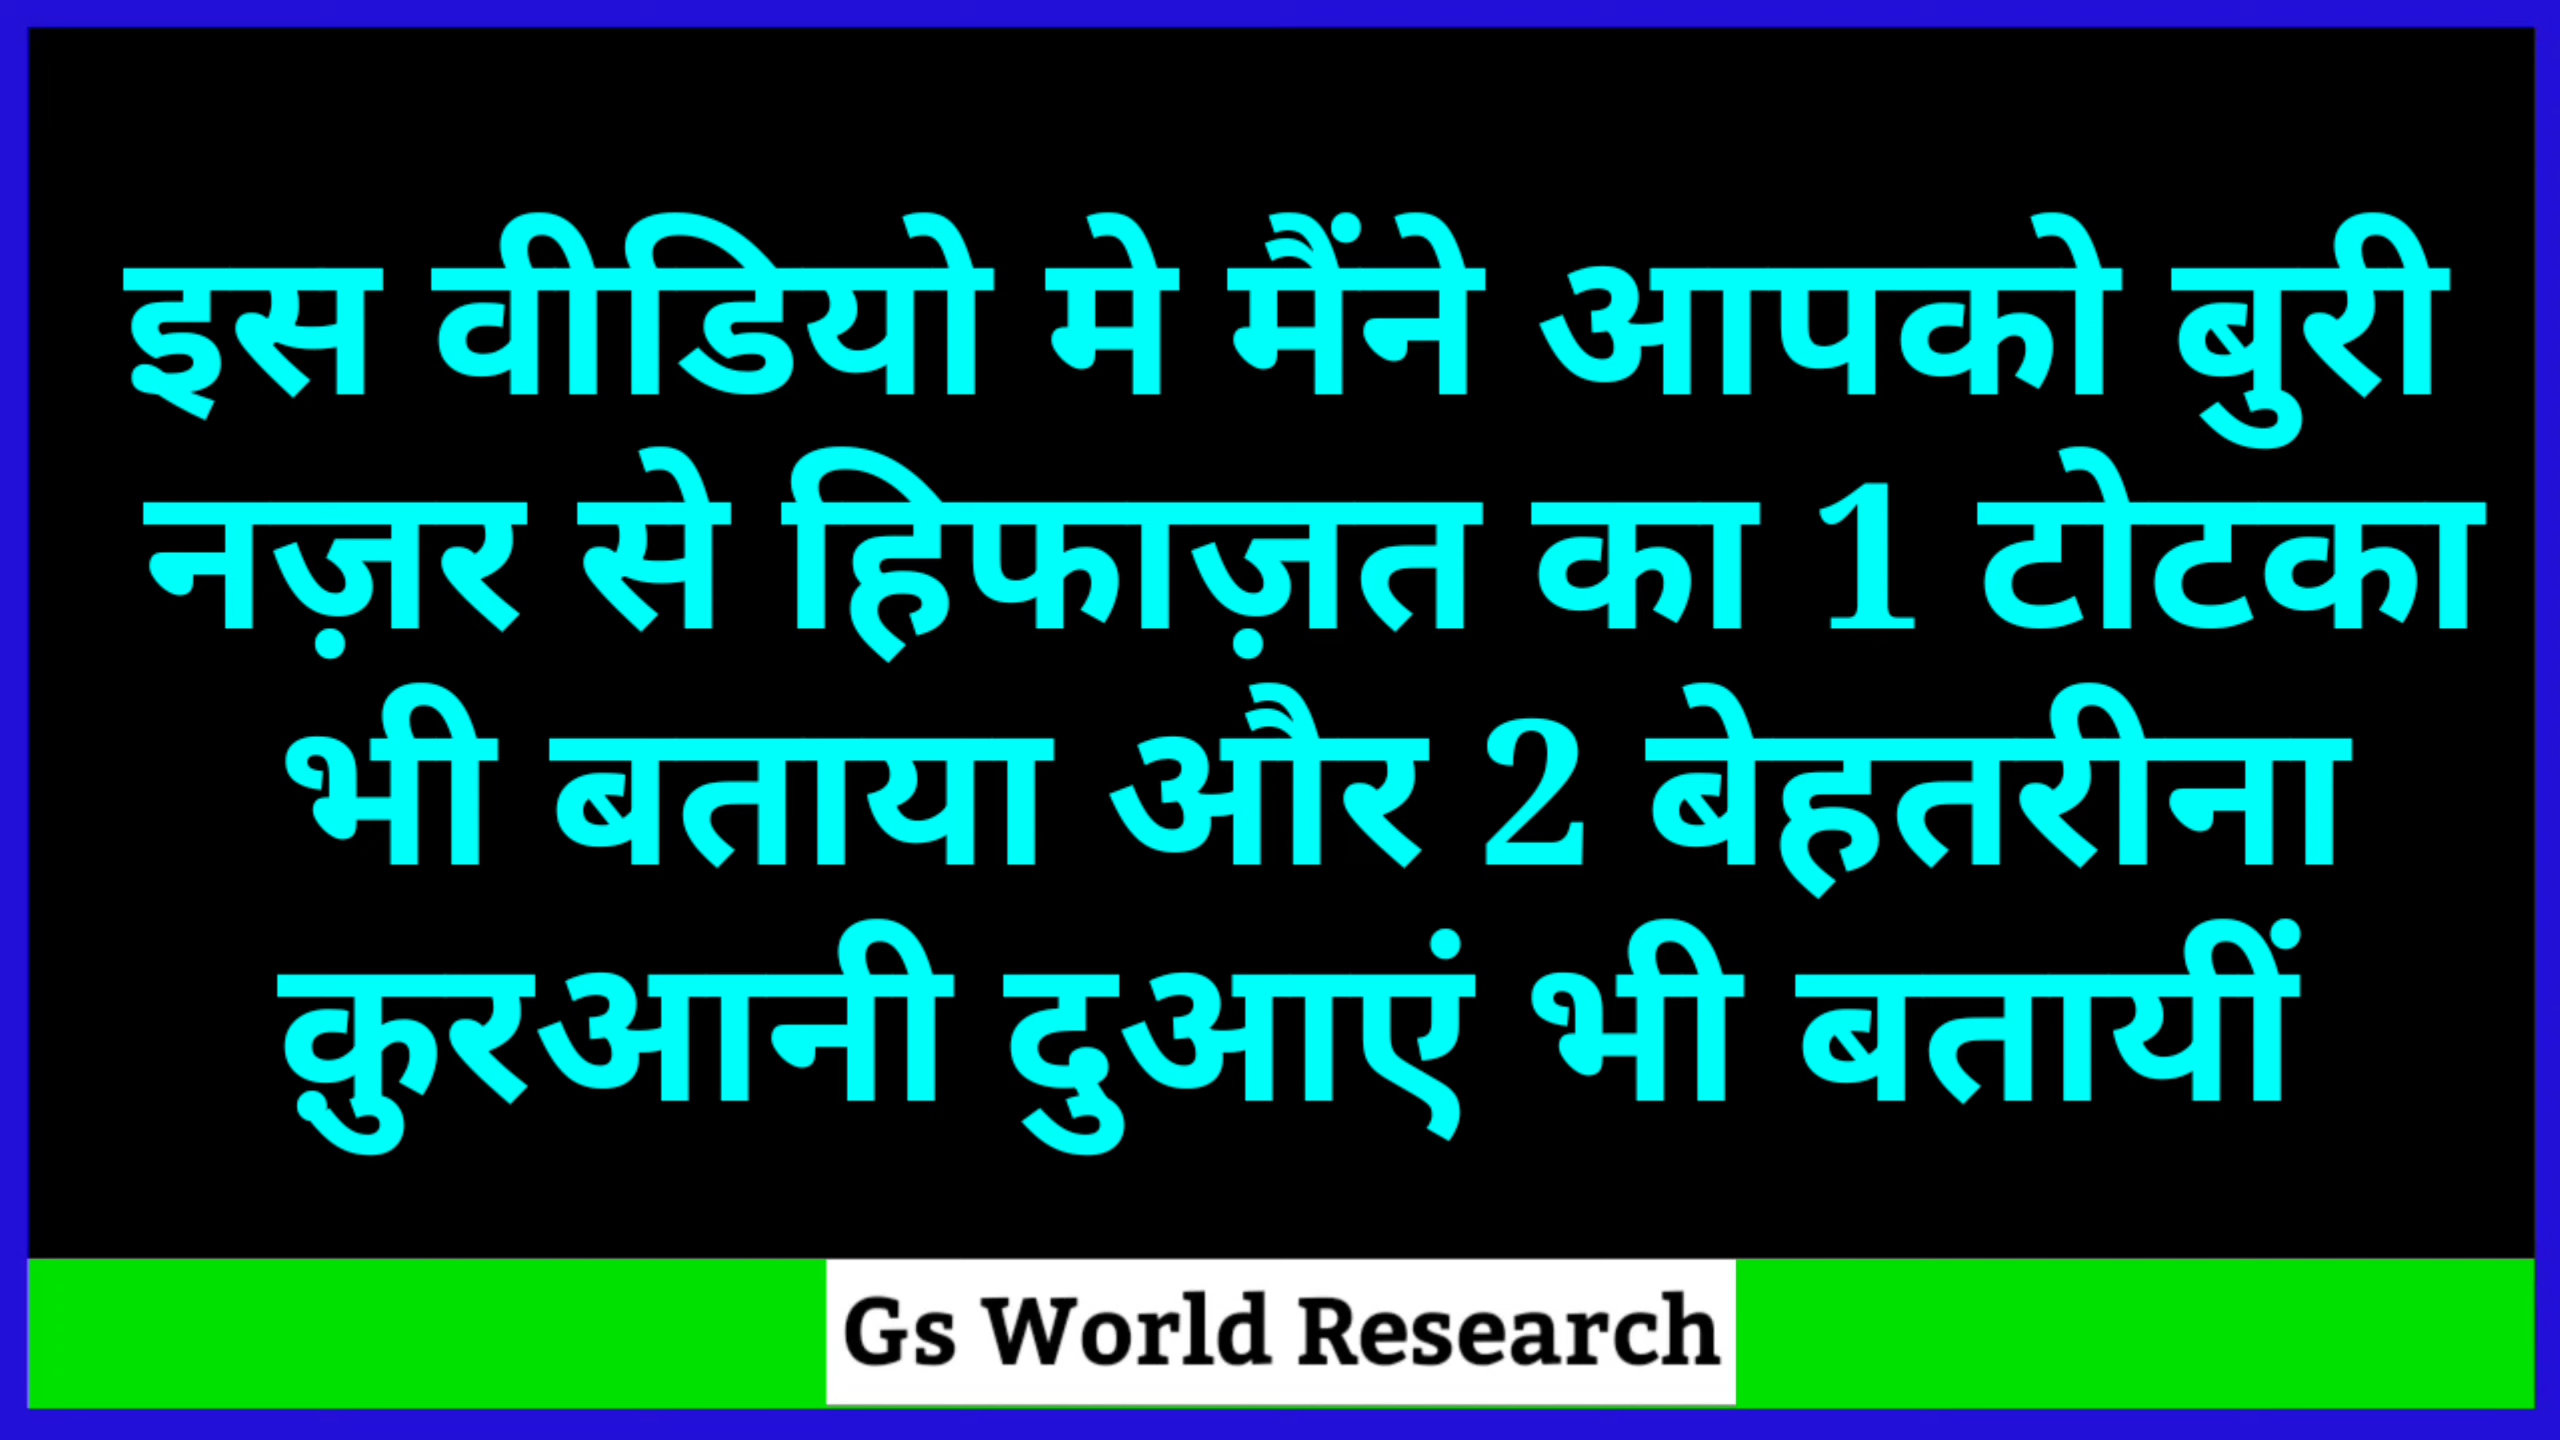 इस वीडियो मे मैंने आपको बुरी
नज़र से हिफाज़त का 1 टोटका
भी बताया और 2 बेहतरीना
क़ुरआनी दुआएं भी बतायीं
Gs World Research